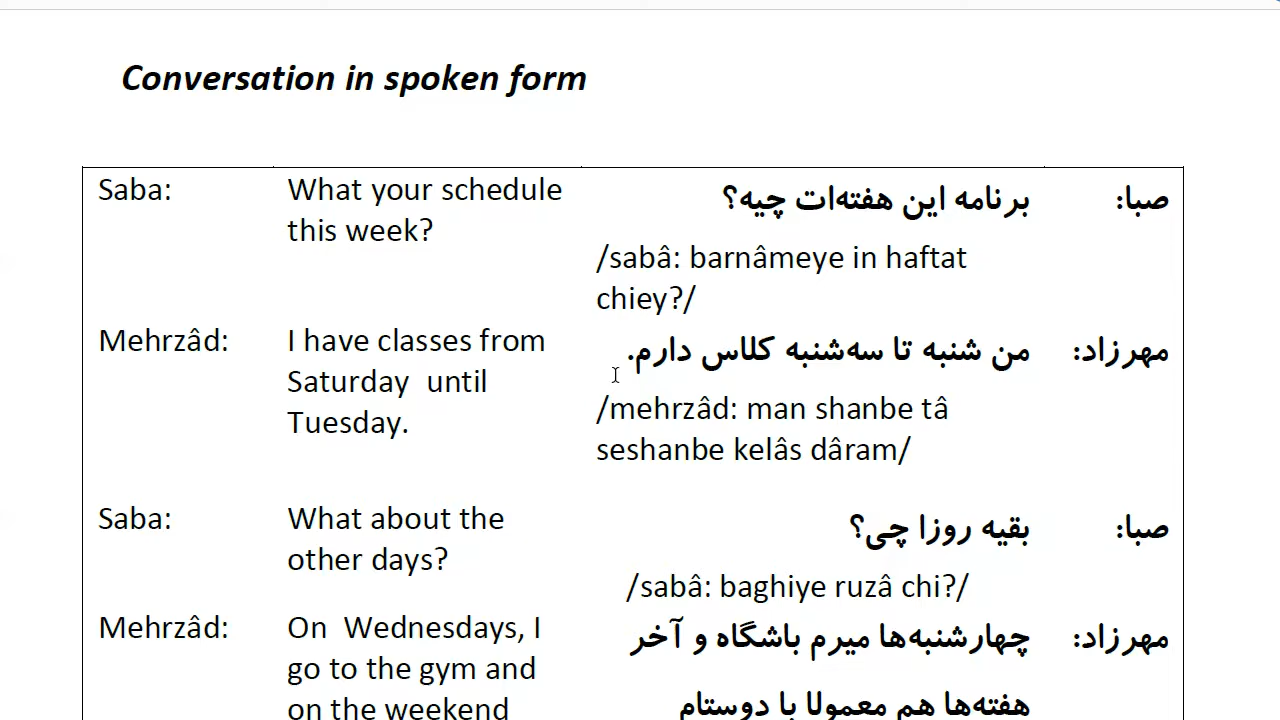 Conversation in spoken form
Saba:
What your schedule
this week?
برنامه این هفته‌ات چیه؟
صبا:
/sabâ: barnâmeye in haftat
chiey?/
Mehrzâd:
I have classes from
Saturday  until
Tuesday.
من شنبه تا سه‌شنبه کلاس دارم.
مهرزاد:
/mehrzâd: man shanbe tâ
seshanbe kelâs dâram/
Saba:
What about the
other days?
بقیه روزا چی؟
صبا:
/sabâ: baghiye ruzâ chi?/
Mehrzâd:
On  Wednesdays, I
go to the gym and
on the weekend
چهارشنبه‌ها میرم باشگاه و آخر
هفته‌ها هم معمولا با دوستام
مهرزاد: